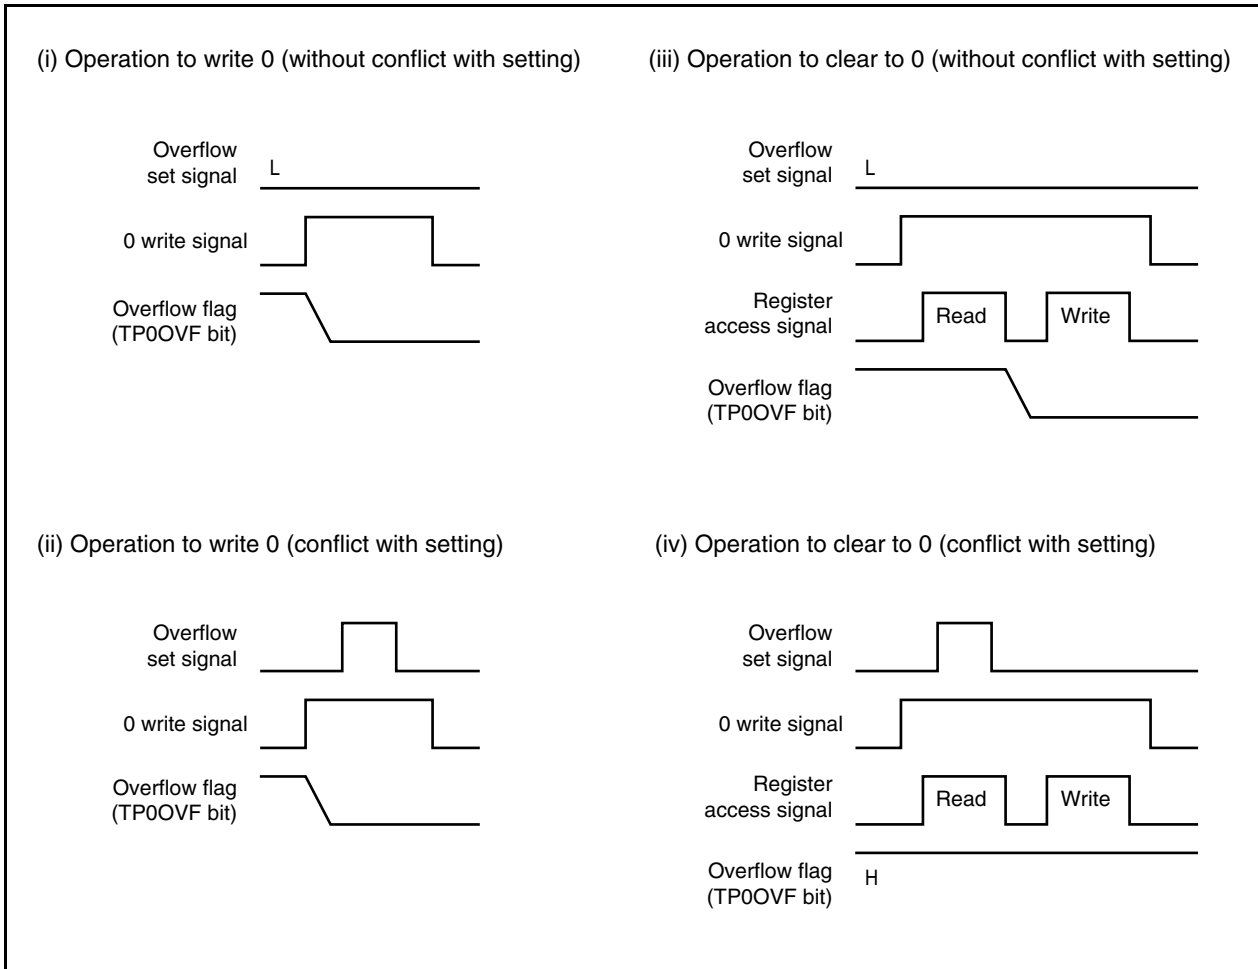 (i) Operation to write 0 (without conflict with setting)
Overflow
set signal
L
0 write signal
Overflow flag
(TP0OVF bit)
(iii) Operation to clear to 0 (without conflict with setting)
Overflow
set signal
L
0 write signal
Register
access signal
Read
Write
Overflow flag
(TP0OVF bit)
(ii) Operation to write 0 (conflict with setting)
Overflow
set signal
0 write signal
Overflow flag
(TP0OVF bit)
(iv) Operation to clear to 0 (conflict with setting)
Overflow
set signal
0 write signal
Register
access signal
Read
Write
Overflow flag
(TP0OVF bit)
H